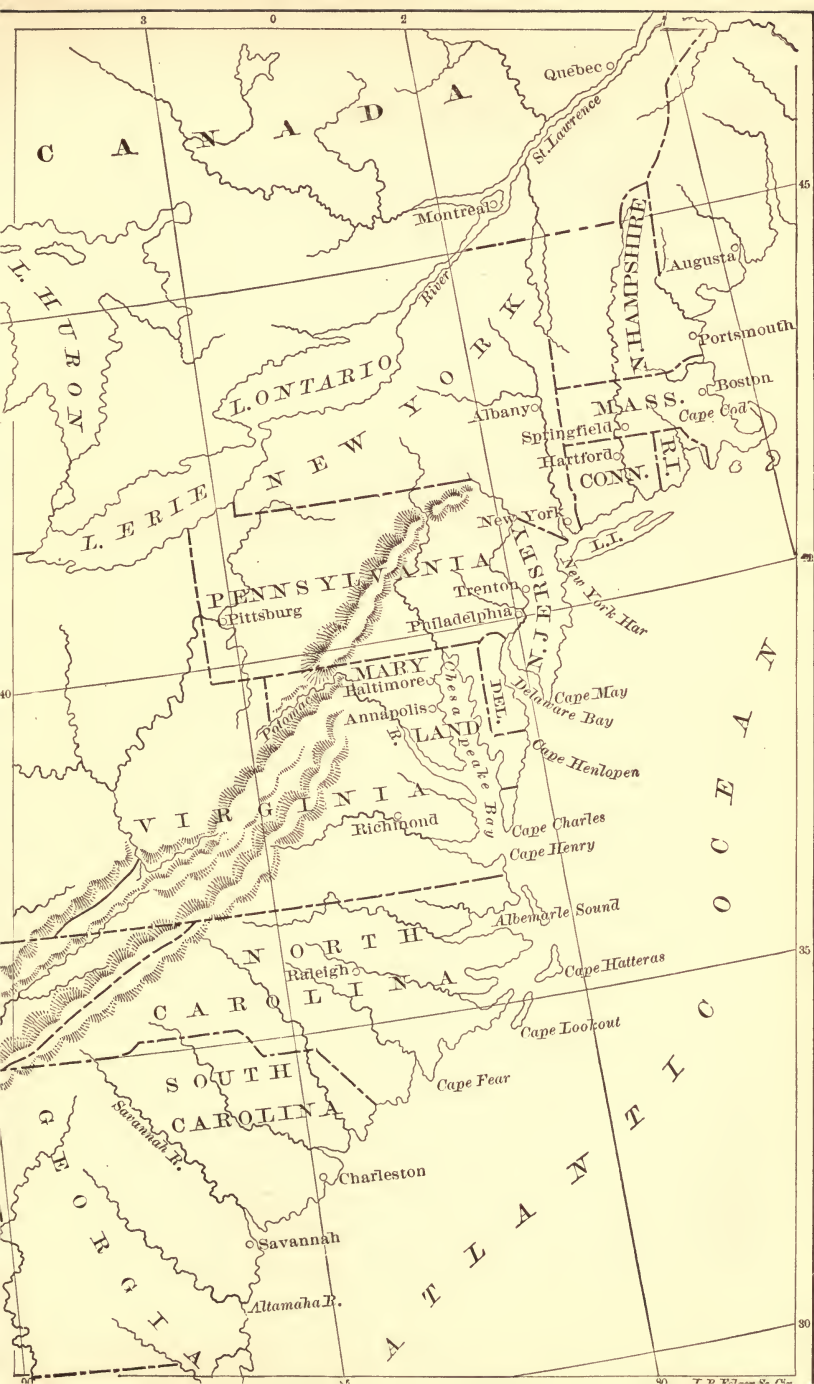 3 0 2
Quebec
CANADA
St. Lawrence
45
Montreal
N. HAMPSHIRE
Augusta
L. HURON
River
Portsmouth
L. ONTARIO
NEW YORK
Boston
MASS.
Albany
Cape Cod
Springfield
Hartford
R.I.
CONN.
L. ERIE
New York
L.I.
PENNSYLVANIA
N. JERSEY
Trenton
New York Har
Pittsburg
Philadelphia
MARY
LAND
Baltimore
DEL.
40
Cape May
Delaware Bay
Potomac
R.
Annapolis
Chesapeake Bay
Cape Henlopen
VIRGINIA
Richmond
Cape Charles
Cape Henry
Albemarle Sound
NORTH
CAROLINA
35
Raleigh
Cape Hatteras
Cape Lookout
SOUTH
CAROLINA
Cape Fear
GEORGIA
Savannah R.
Charleston
Savannah
Altamaha R.
ATLANTIC OCEAN
30
80